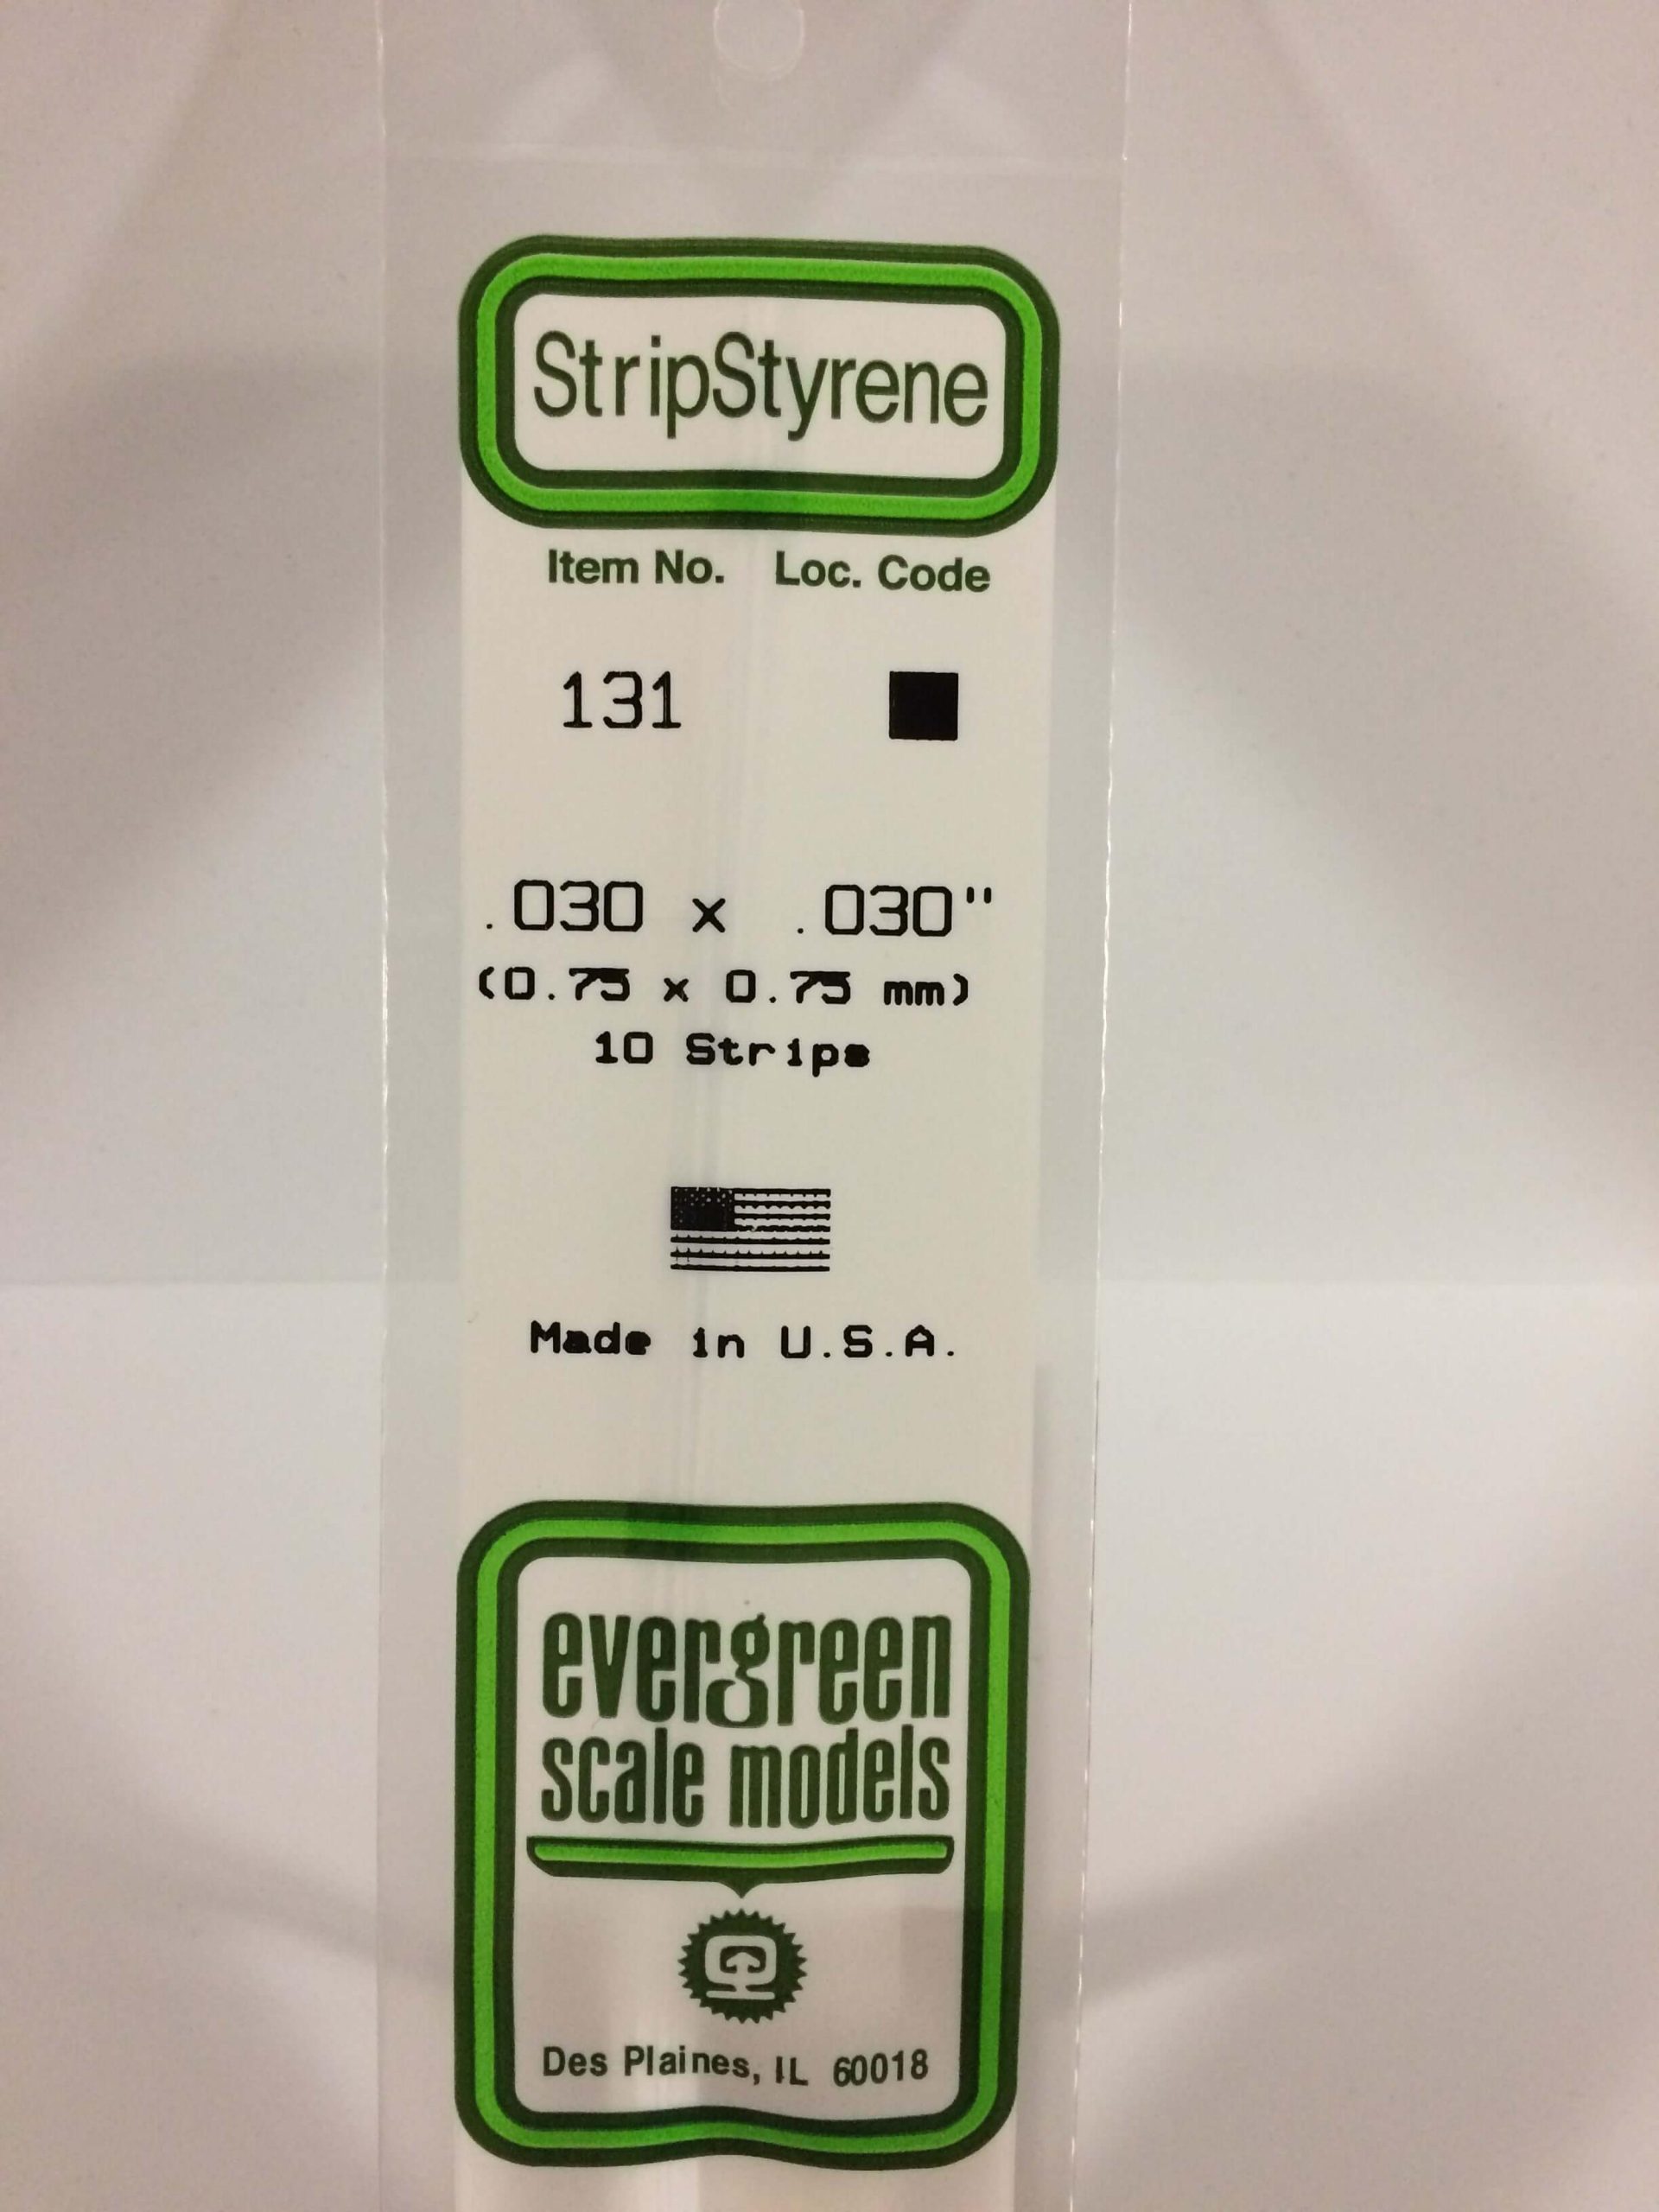 StripStyrene
Item No. Loc. Code
131
.030 x .030"
(0.75 x 0.75 mm)
10 Strips
Made in U.S.A.
evergreen
scale models
Des Plaines, IL 60018